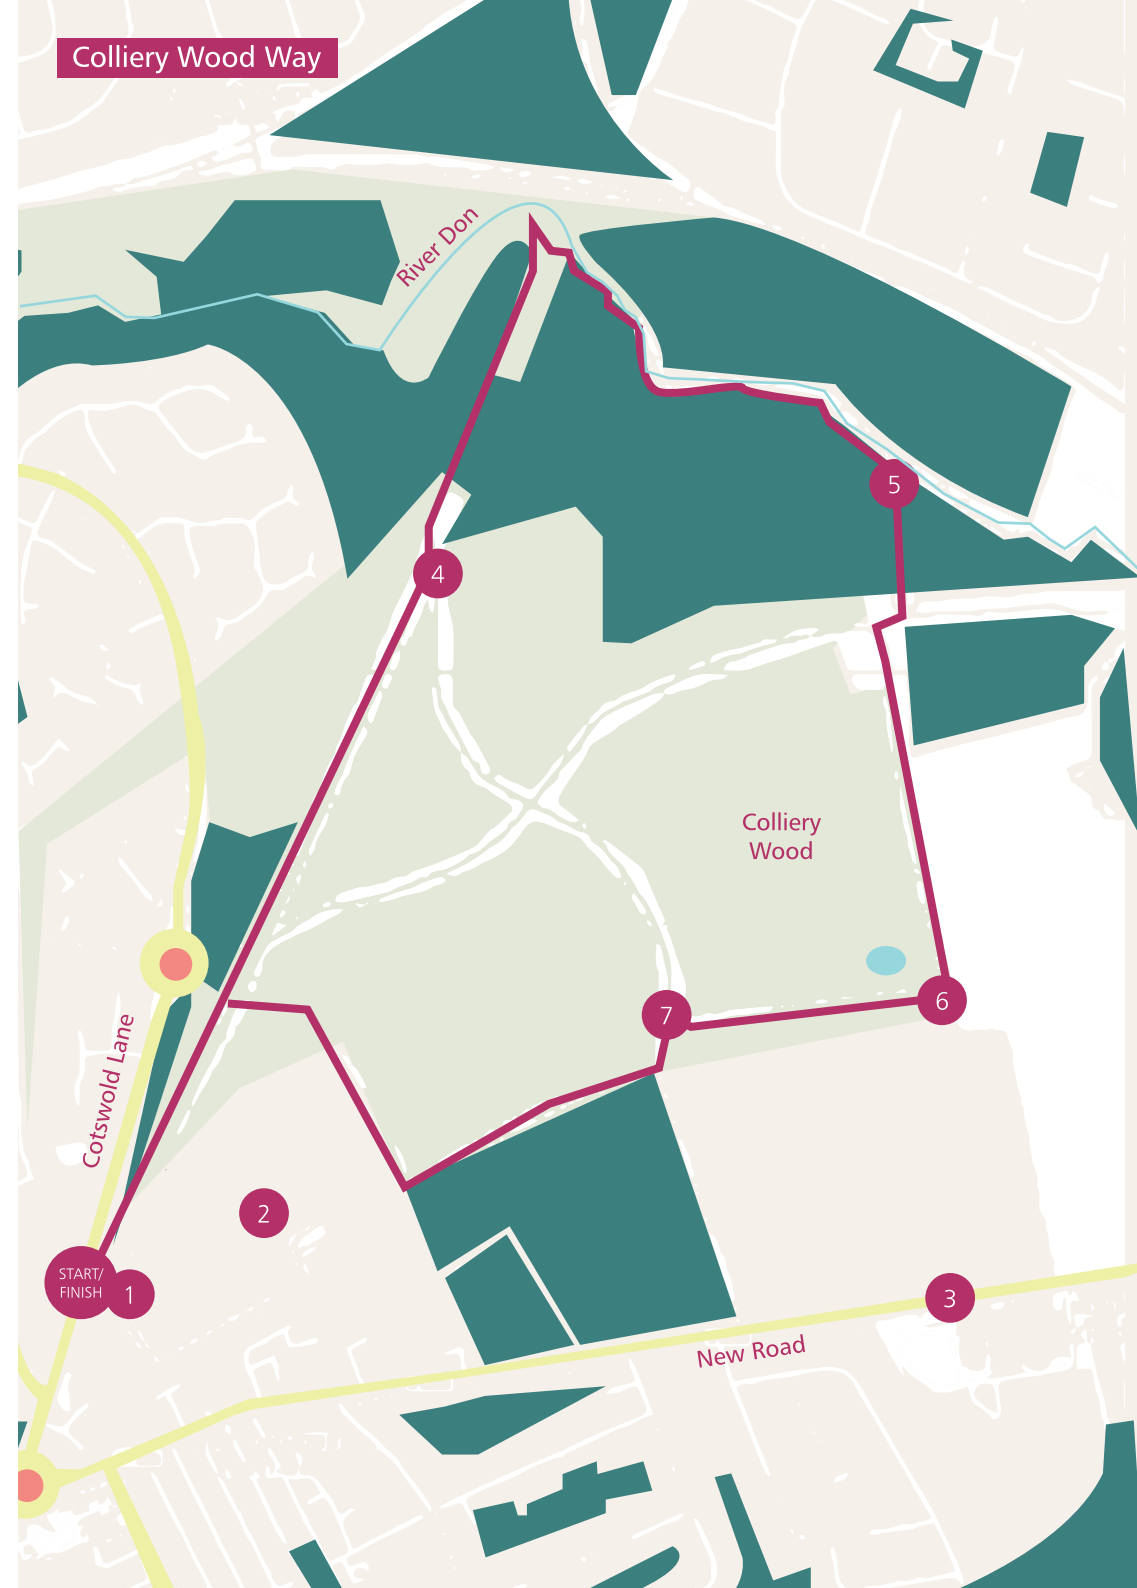 Colliery Wood Way
River Don
5
4
Colliery
Wood
7
6
Cotswold Lane
2
START/
FINISH
1
3
New Road